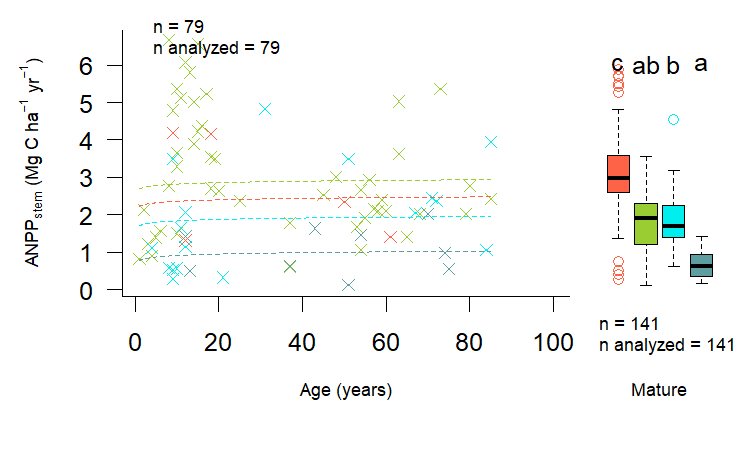 n = 79
n analyzed = 79
c ab b a
6
5
4
3
2
1
0
ANPPstem (Mg C ha−1 yr−1)
0 20 40 60 80 100
Age (years)
n = 141
n analyzed = 141
Mature